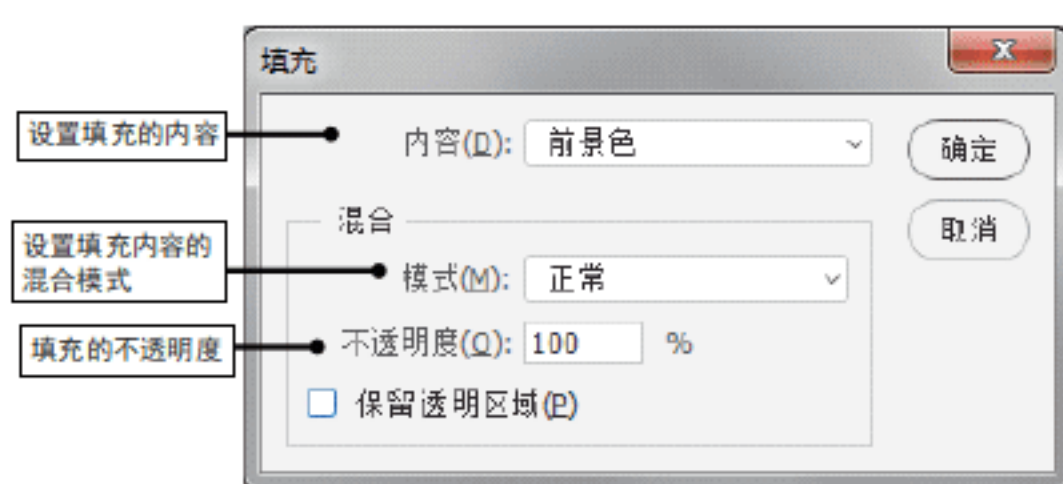 填充
设置填充的内容
内容(D): 前景色
确定
混合
取消
设置填充内容的
混合模式
模式(M): 正常
填充的不透明度
不透明度(O): 100 %
保留透明区域(P)